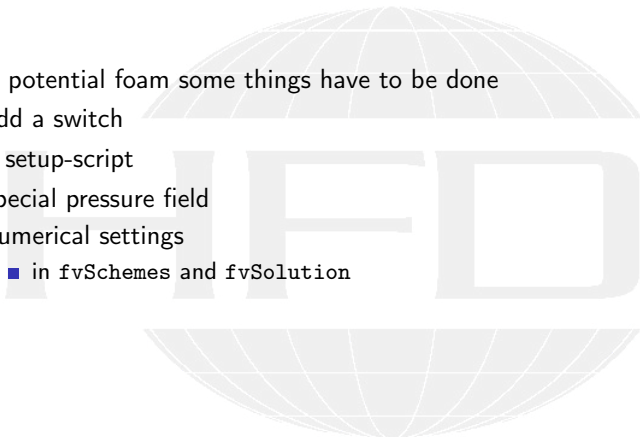 potential foam some things have to be done
dd a switch
setup-script
pecial pressure field
umerical settings
in fvSchemes and fvSolution
HFD